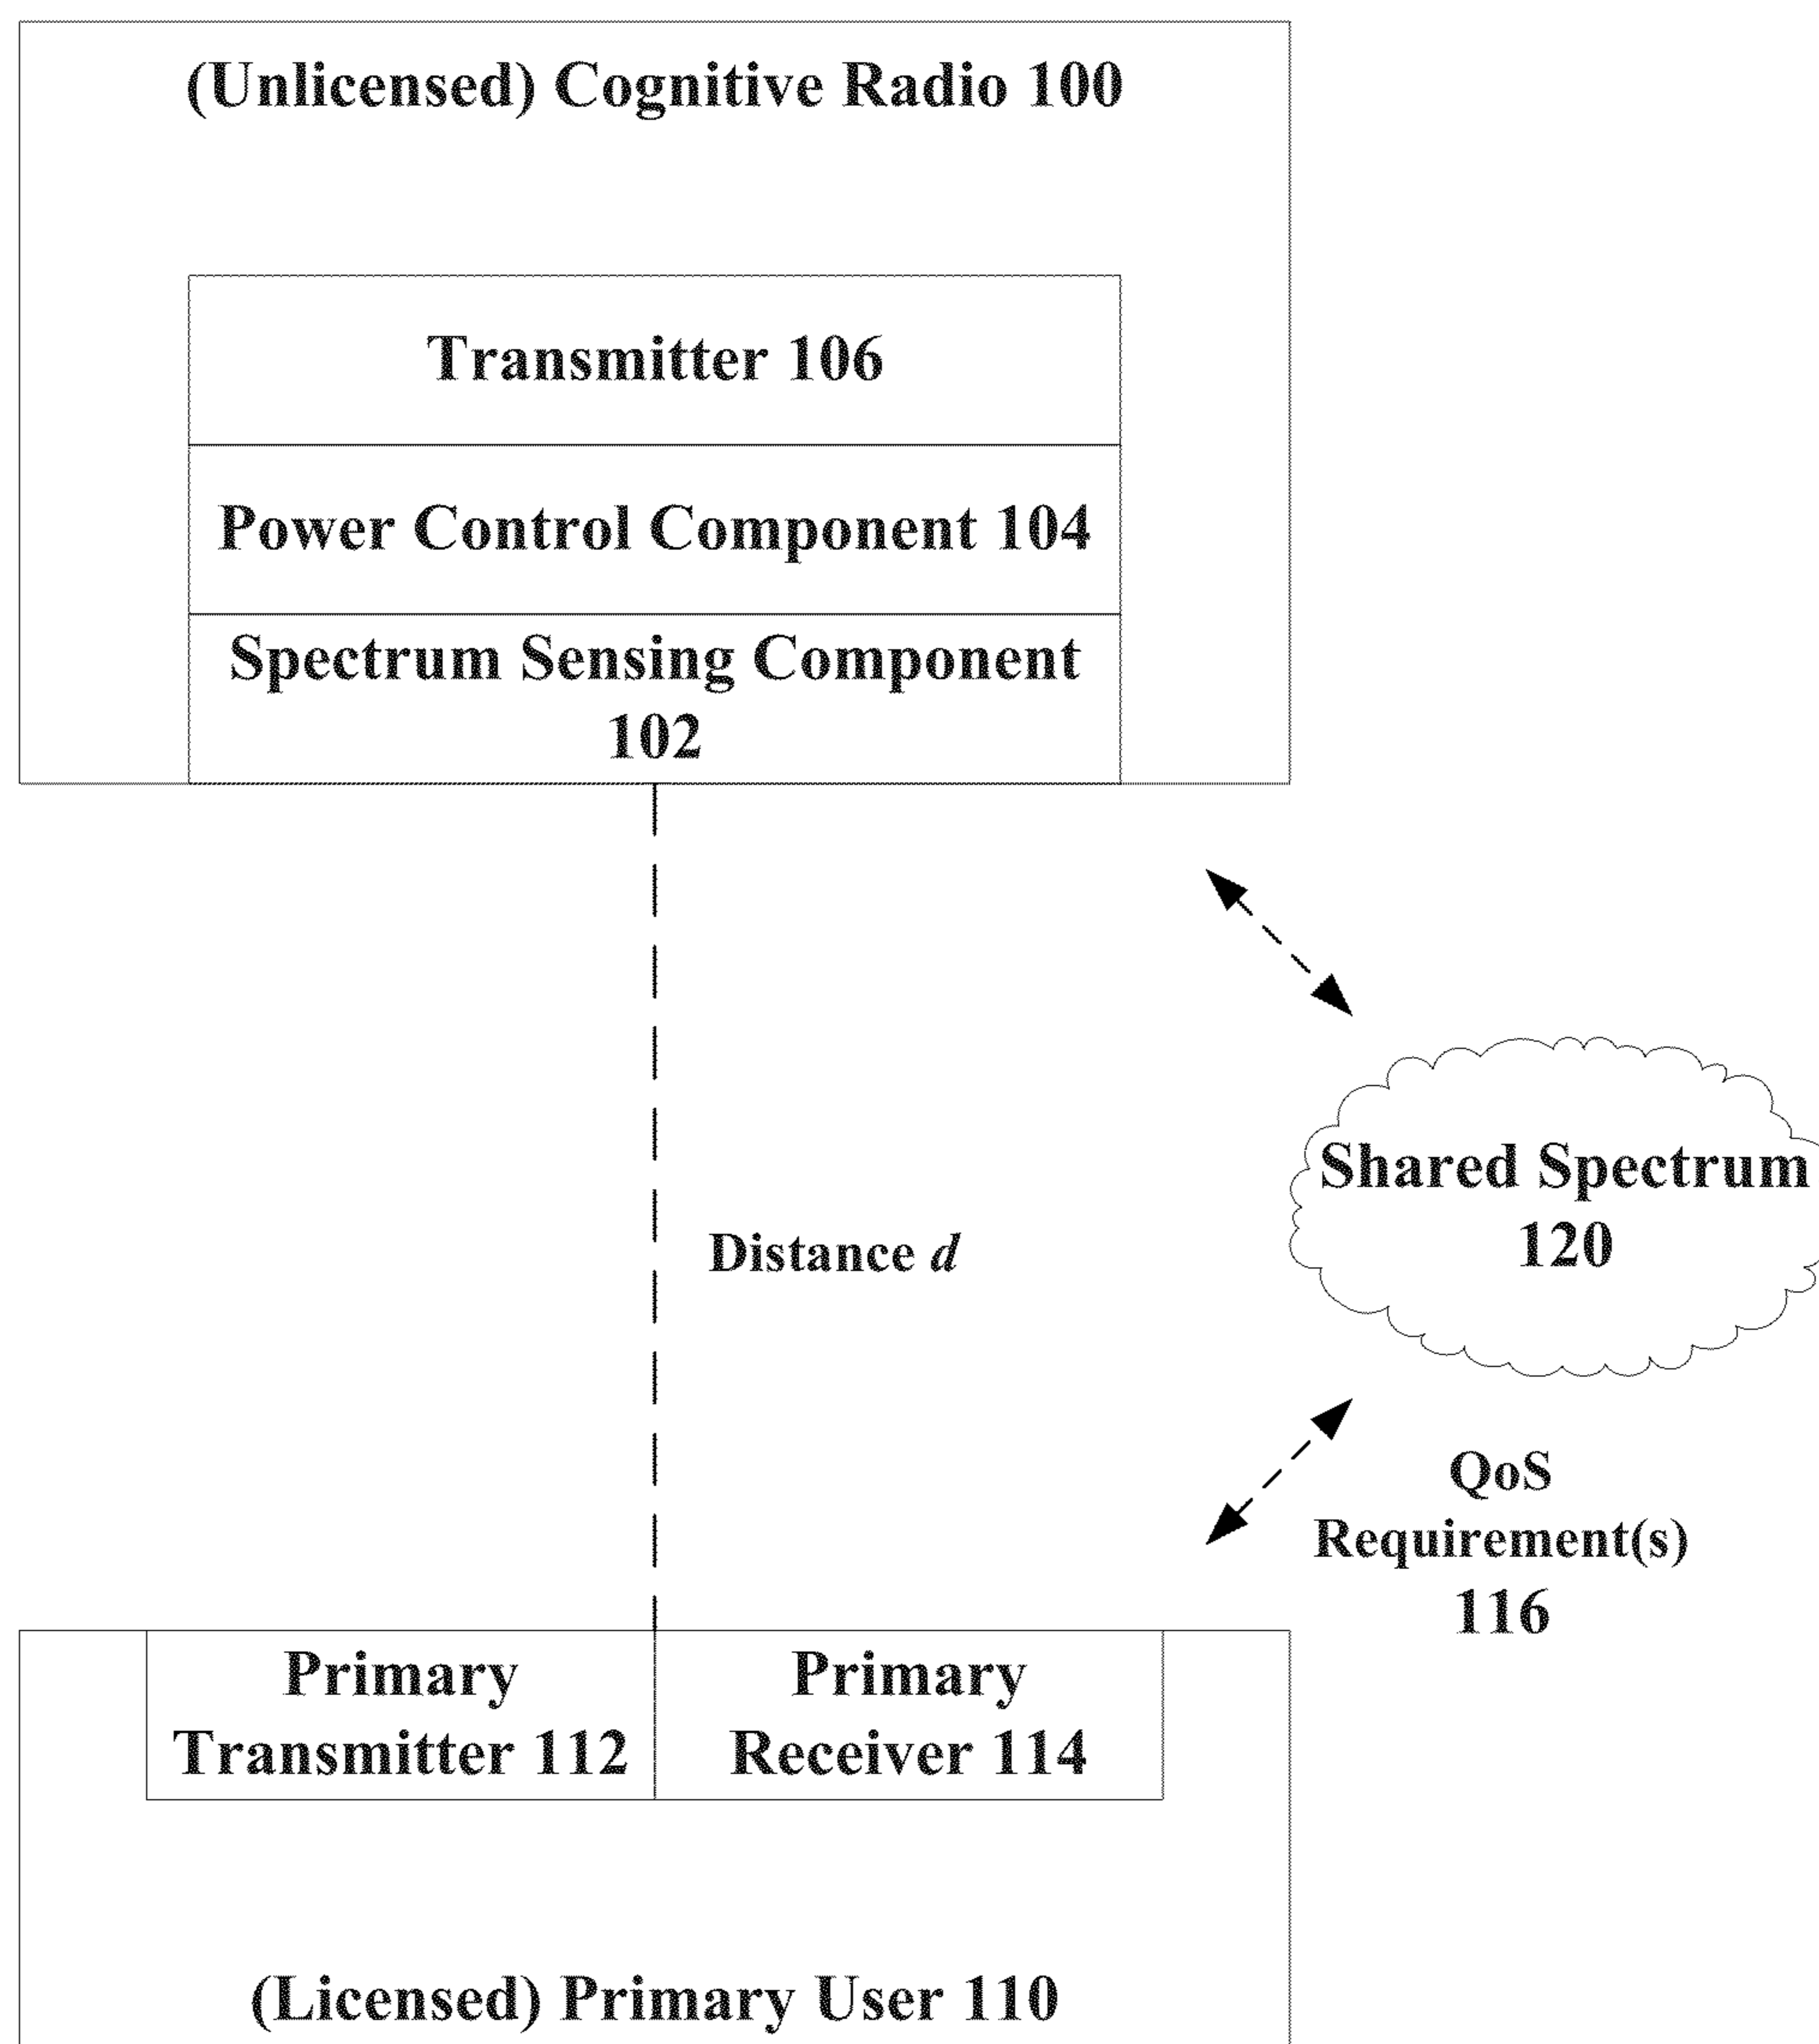 (Unlicensed) Cognitive Radio 100
Transmitter 106
Power Control Component 104
Spectrum Sensing Component
102
Distance d
Shared Spectrum
120
QoS
Requirement(s)
116
Primary
Transmitter 112
Primary
Receiver 114
(Licensed) Primary User 110